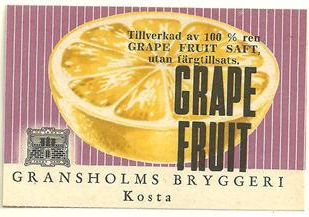 Tillverkad av 100 % ren
GRAPE FRUIT SAFT,
utan färgtillsats.
GRAPE
FRUIT
GRANSHOLMS BRYGGERI
Kosta